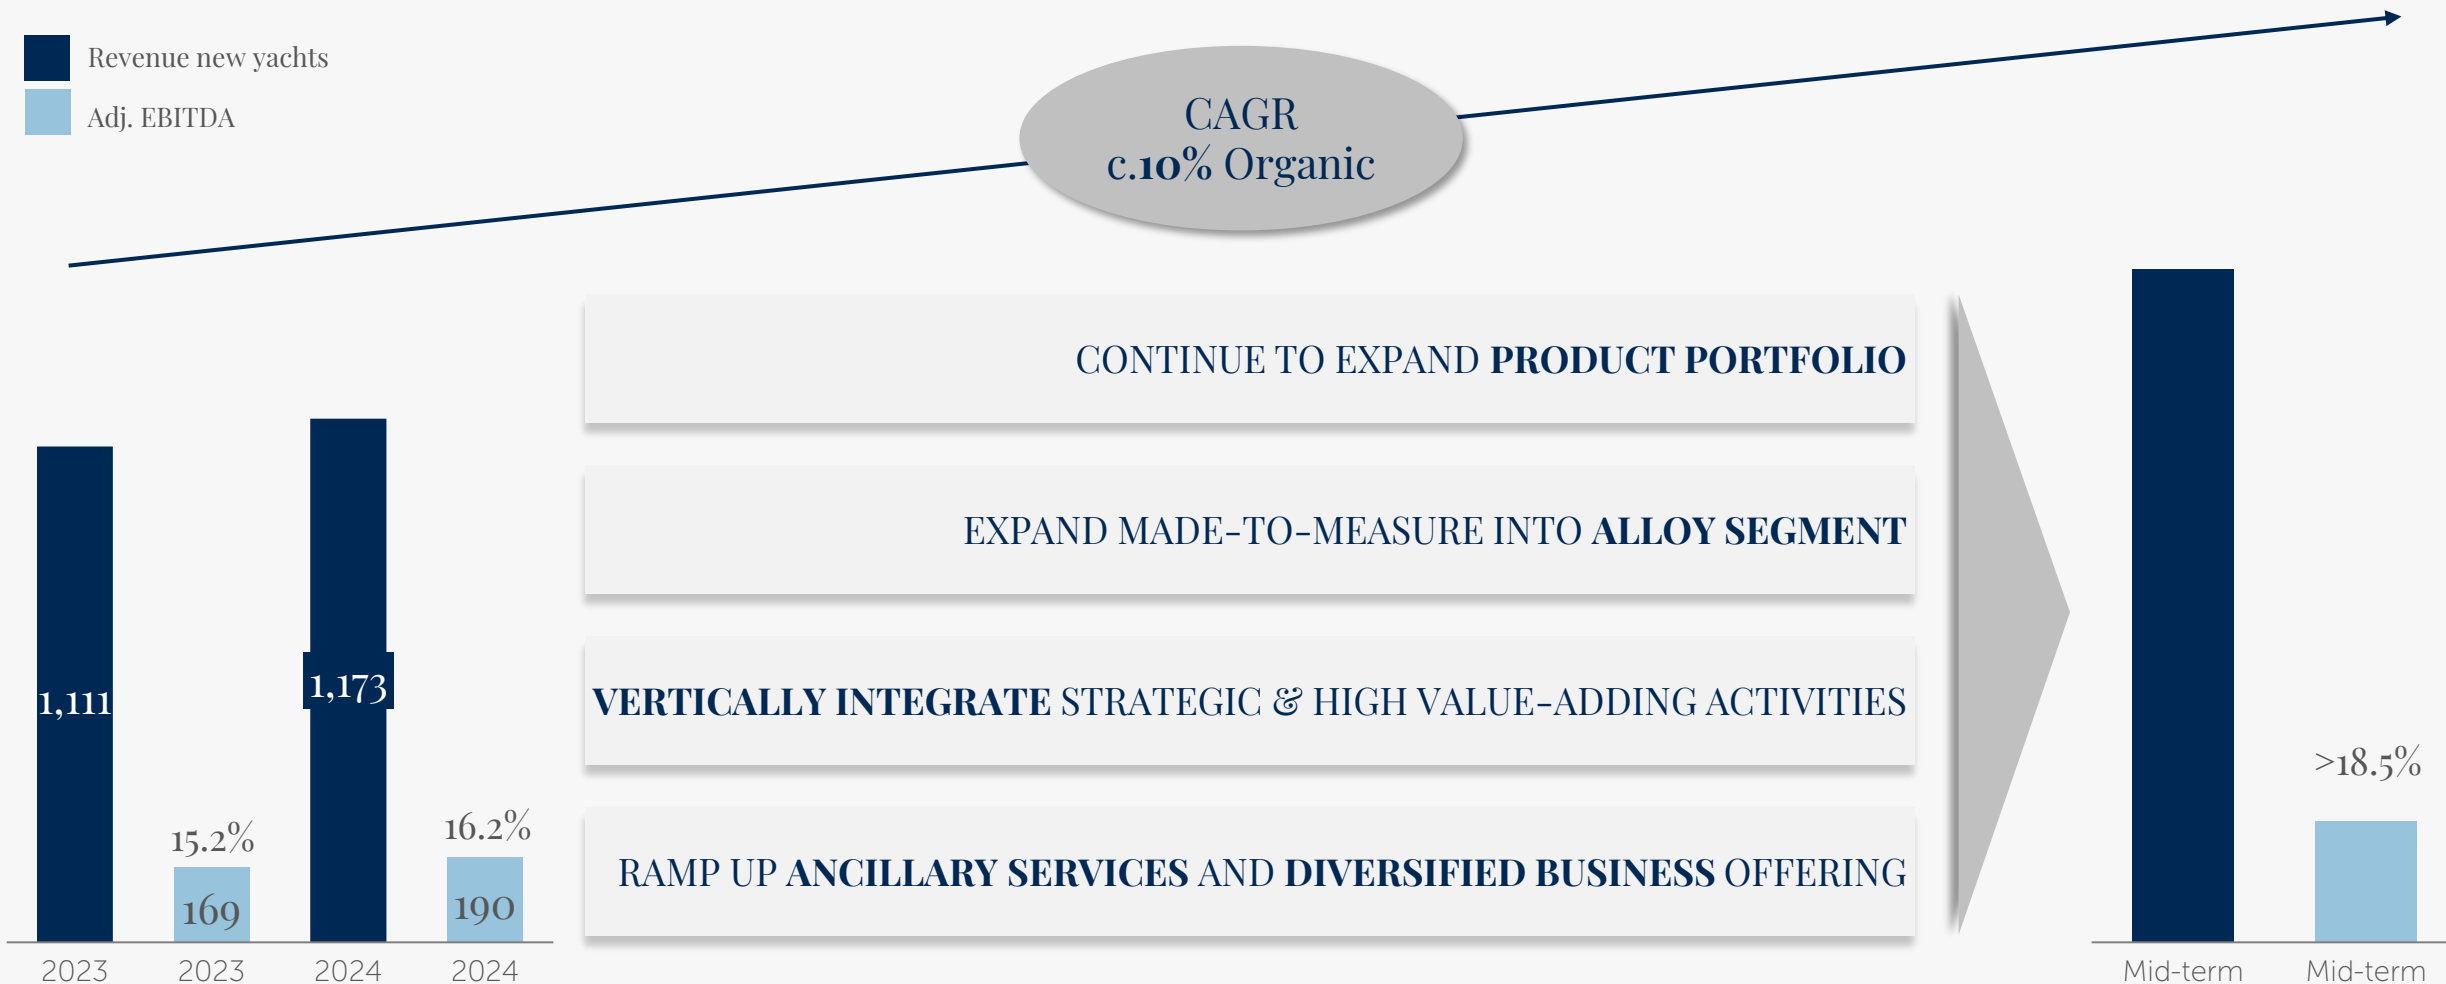 Revenue new yachts
Adj. EBITDA
CAGR
c.10% Organic
CONTINUE TO EXPAND PRODUCT PORTFOLIO
EXPAND MADE-TO-MEASURE INTO ALLOY SEGMENT
VERTICALLY INTEGRATE STRATEGIC & HIGH VALUE-ADDING ACTIVITIES
RAMP UP ANCILLARY SERVICES AND DIVERSIFIED BUSINESS OFFERING
1,111
15.2%
169
1,173
16.2%
190
2023
2023
2024
2024
>18.5%
Mid-term
Mid-term